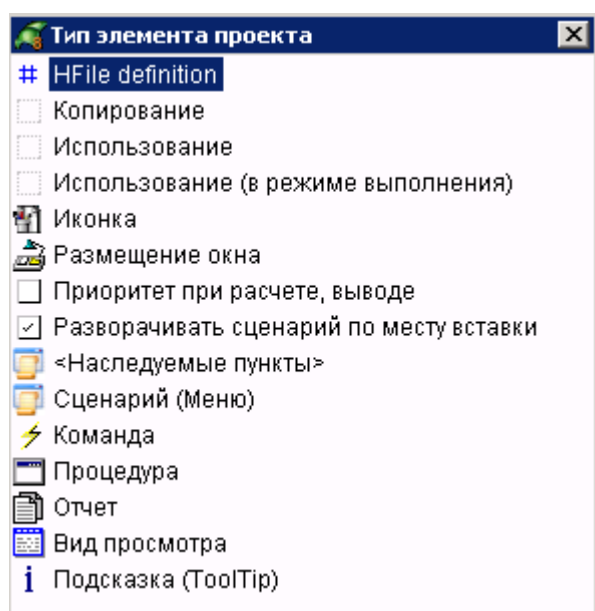 Тип элемента проекта
# HFile definition
Копирование
Использование
Использование (в режиме выполнения)
Иконка
Размещение окна
Приоритет при расчете, выводе
Разворачивать сценарий по месту вставки
<Наследуемые пункты>
Сценарий (Меню)
Команда
Процедура
Отчет
Вид просмотра
i Подсказка (ToolTip)